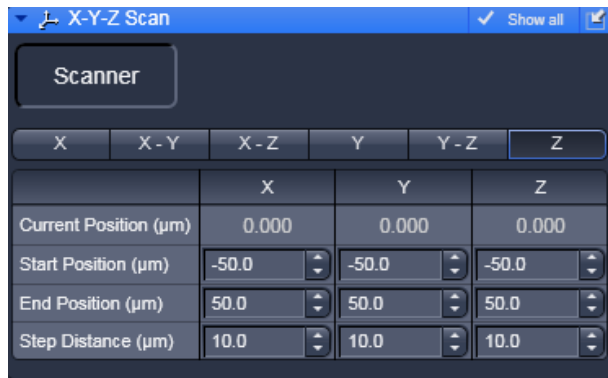 X-Y-Z Scan Show all
Scanner
X X - Y X - Z Y Y - Z Z
X Y Z
Current Position (µm) 0.000 0.000 0.000
Start Position (µm) -50.0 -50.0 -50.0
End Position (µm) 50.0 50.0 50.0
Step Distance (µm) 10.0 10.0 10.0